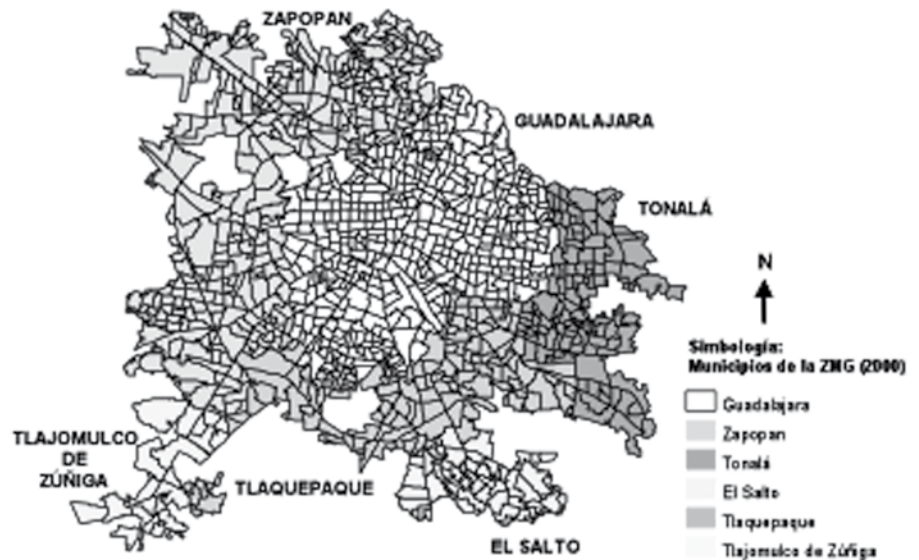 ZAPOPAN
GUADALAJARA
TONALÁ
N
Simbología:
Municipios de la ZMG (2000)
Guadalajara
Zapopan
Tonalá
El Salto
Tlaquepaque
Tlajomulco de Zúñiga
TLAJOMULCO
DE
ZÚÑIGA
TLAQUEPAQUE
EL SALTO